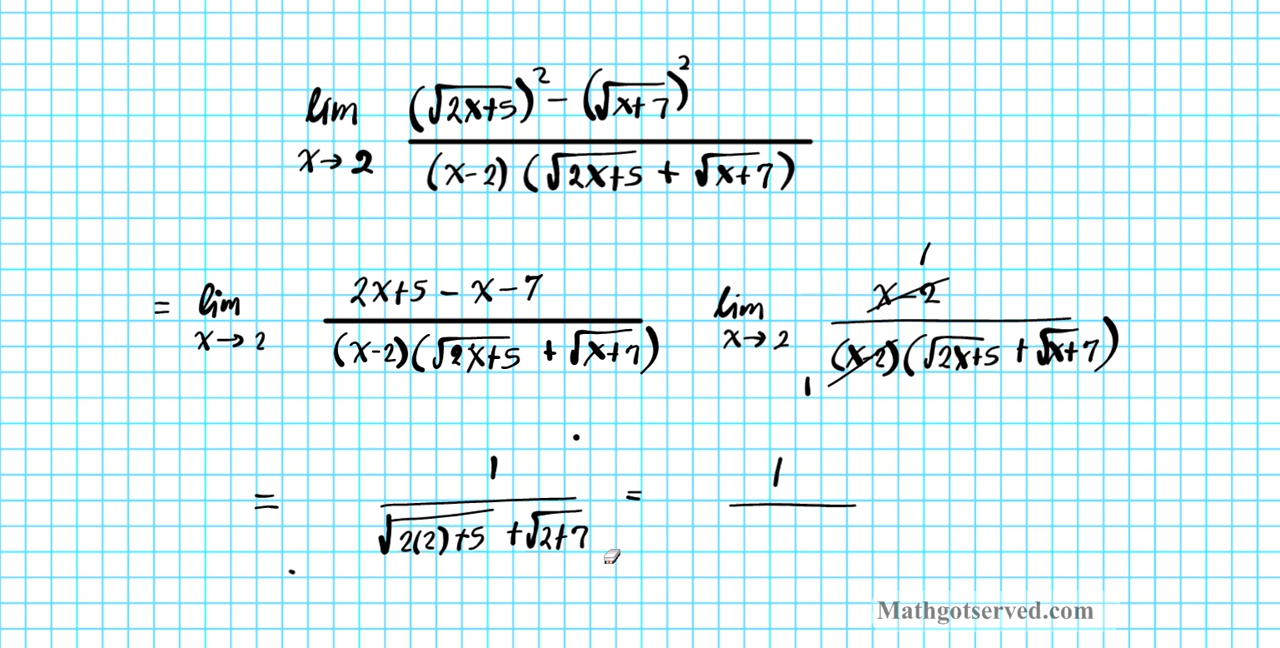 lim x→2 (√2x+5)² − (√x+7)² / (x-2)(√2x+5 + √x+7)
= lim x→2 2x+5 − x−7 / (x-2)(√2x+5 + √x+7) lim x→2 x−2 1 / (x-2) 1 (√2x+5 + √x+7)
= 1 / √2(2)+5 + √2+7 = 1
Mathgotserved.com